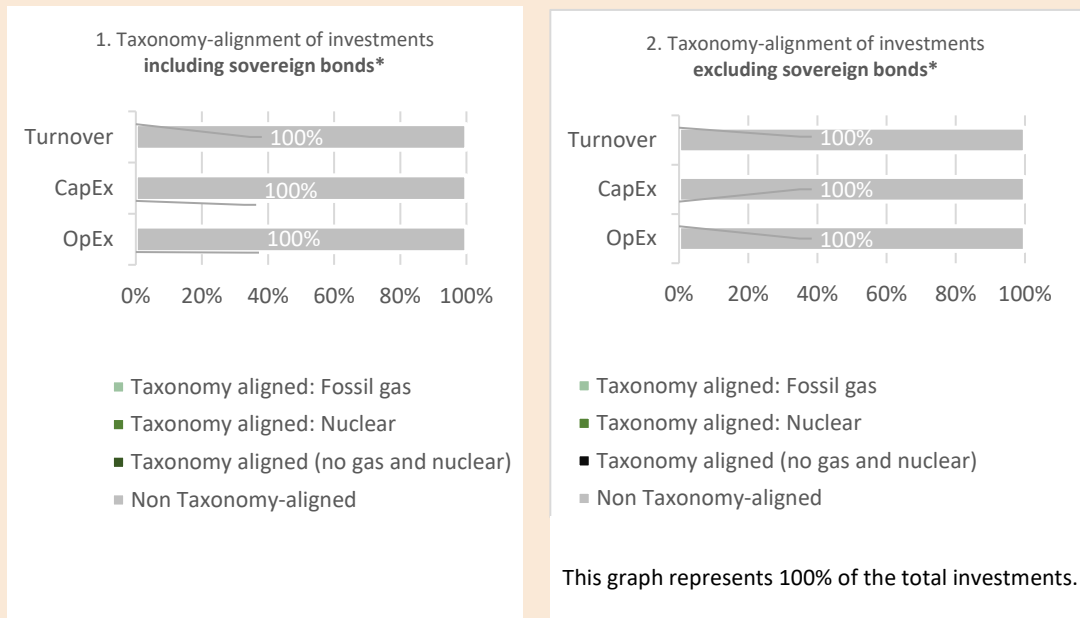 1. Taxonomy-alignment of investments
including sovereign bonds*
Turnover
100%
CapEx
100%
OpEx
100%
0% 20% 40% 60% 80% 100%
Taxonomy aligned: Fossil gas
Taxonomy aligned: Nuclear
Taxonomy aligned (no gas and nuclear)
Non Taxonomy-aligned
2. Taxonomy-alignment of investments
excluding sovereign bonds*
Turnover
100%
CapEx
100%
OpEx
100%
0% 20% 40% 60% 80% 100%
Taxonomy aligned: Fossil gas
Taxonomy aligned: Nuclear
Taxonomy aligned (no gas and nuclear)
Non Taxonomy-aligned
This graph represents 100% of the total investments.